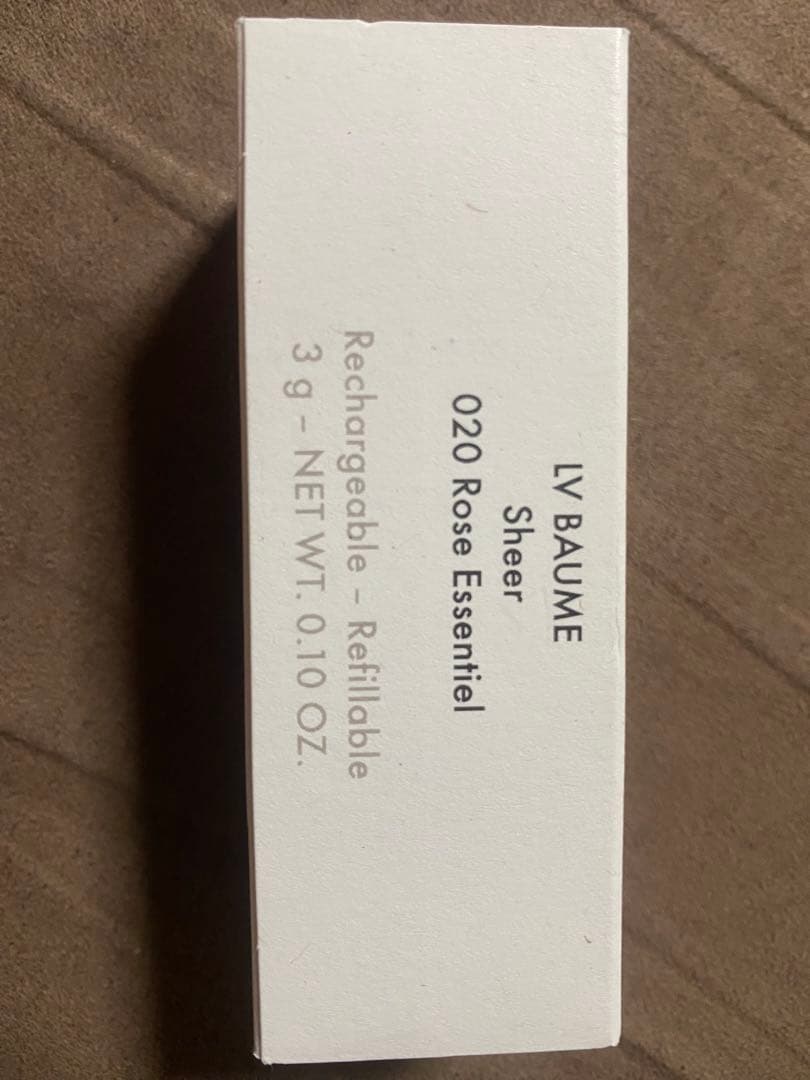 LV BAUME
Sheer
020 Rose Essentiel
Rechargeable – Refillable
3 g – NET WT. 0.10 OZ.